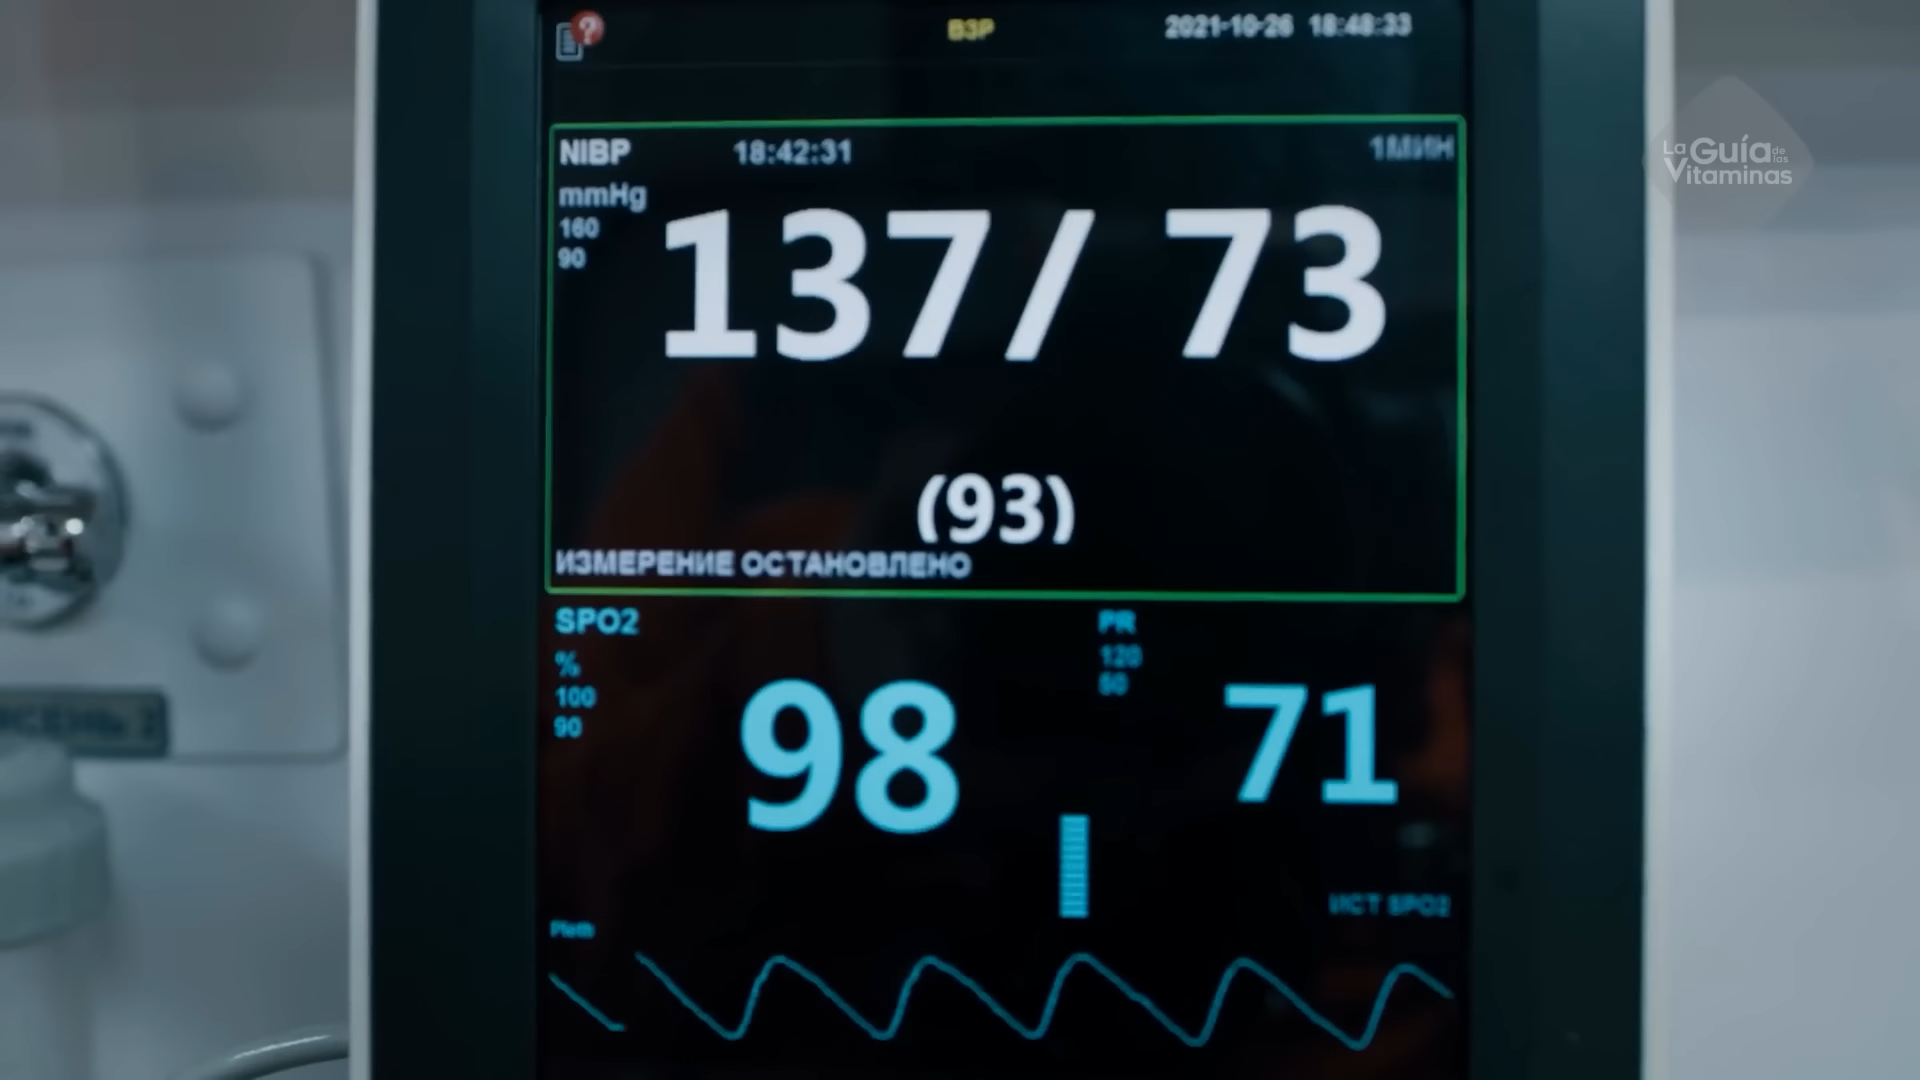 ВЗР 2021-10-26 18:48:33
NIBP 18:42:31 1МИН
mmHg
160
90
137/ 73
(93)
ИЗМЕРЕНИЕ ОСТАНОВЛЕНО
SPO2
%
100
90
98
PR
120
50
71
ИСТ SPO2
Pleth
La Guía de las Vitaminas